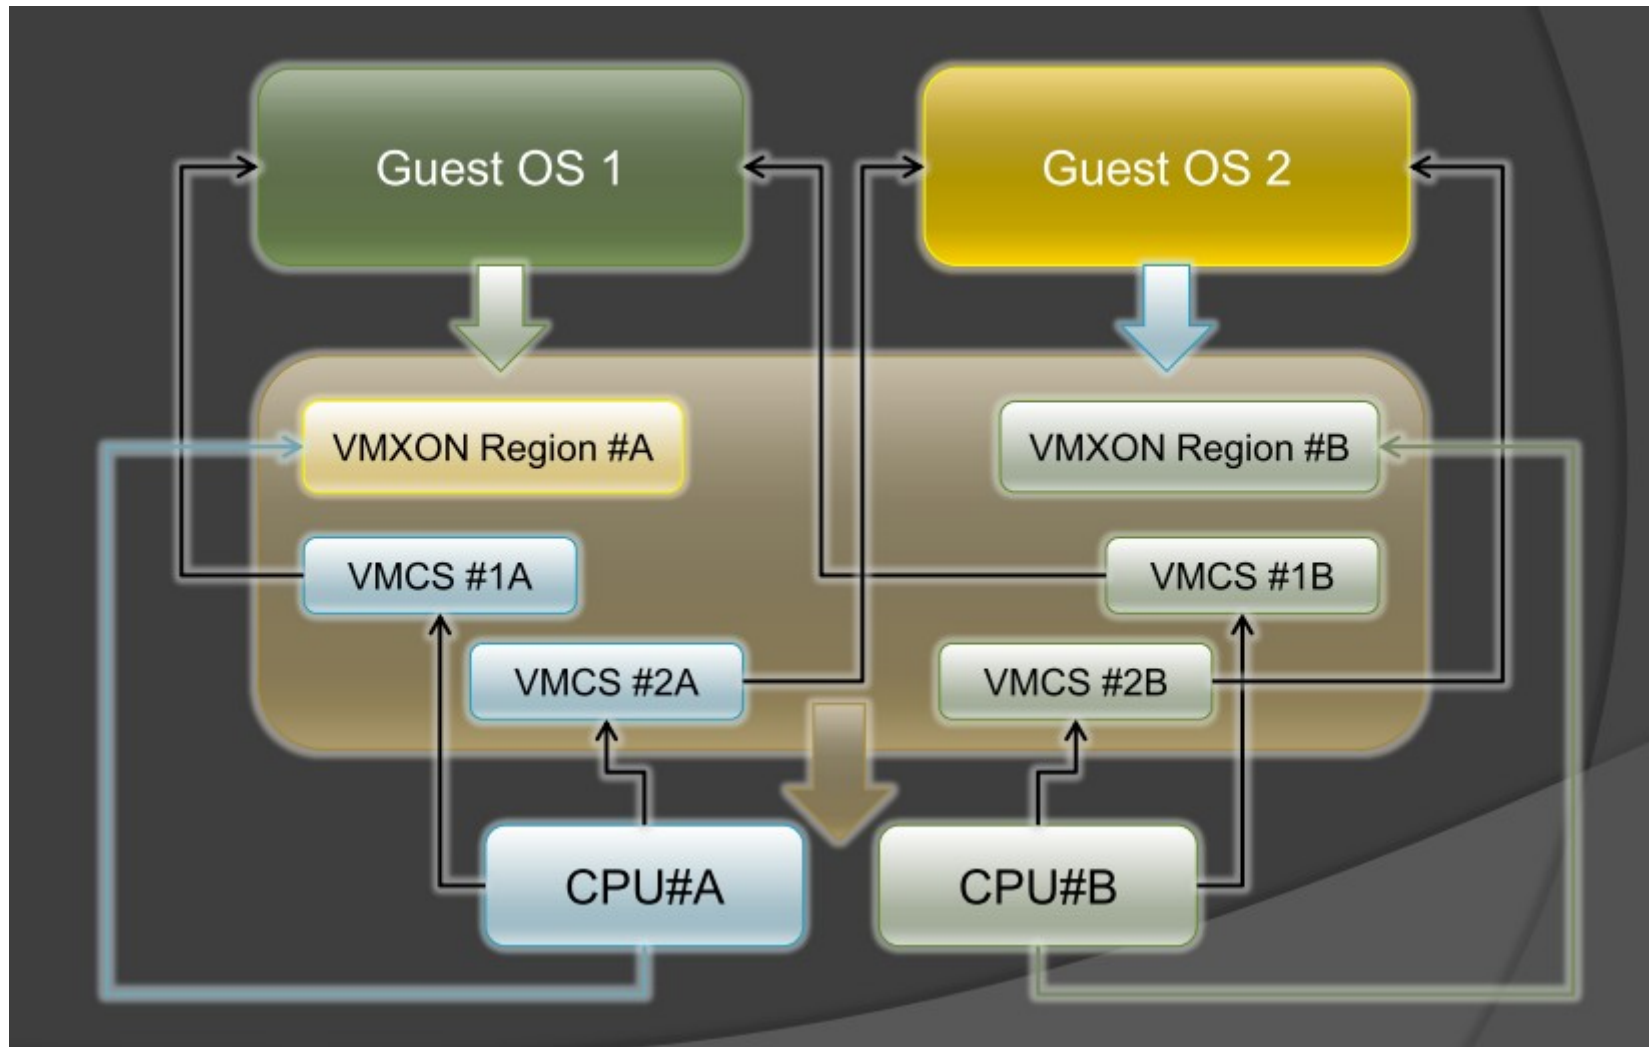 Guest OS 1
Guest OS 2
VMXON Region #A
VMXON Region #B
VMCS #1A
VMCS #1B
VMCS #2A
VMCS #2B
CPU#A
CPU#B